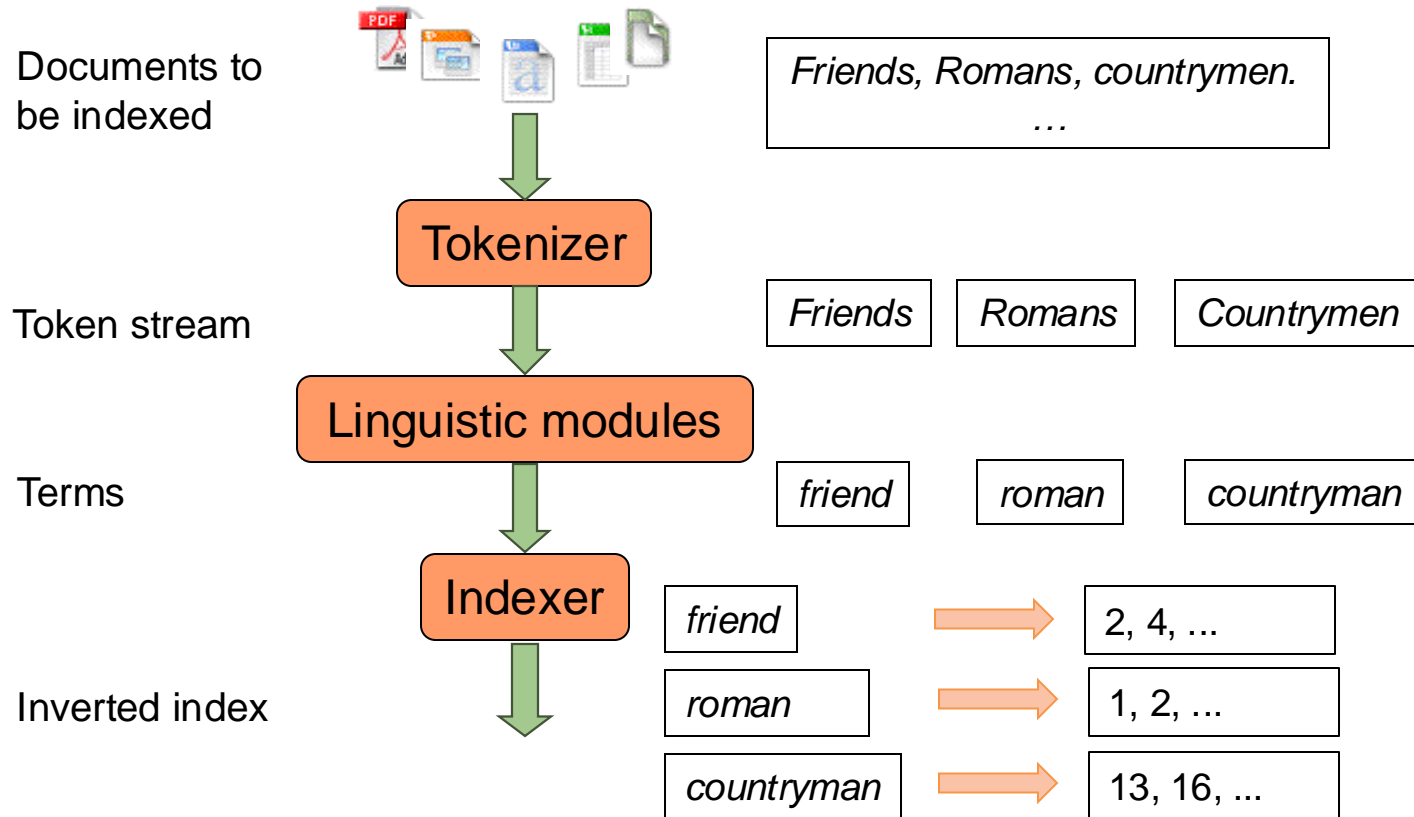 PDF
Documents to
be indexed
Friends, Romans, countrymen.
…
Tokenizer
Token stream
Friends Romans Countrymen
Linguistic modules
Terms
friend roman countryman
Indexer
friend 2, 4, ...
Inverted index
roman 1, 2, ...
countryman 13, 16, ...